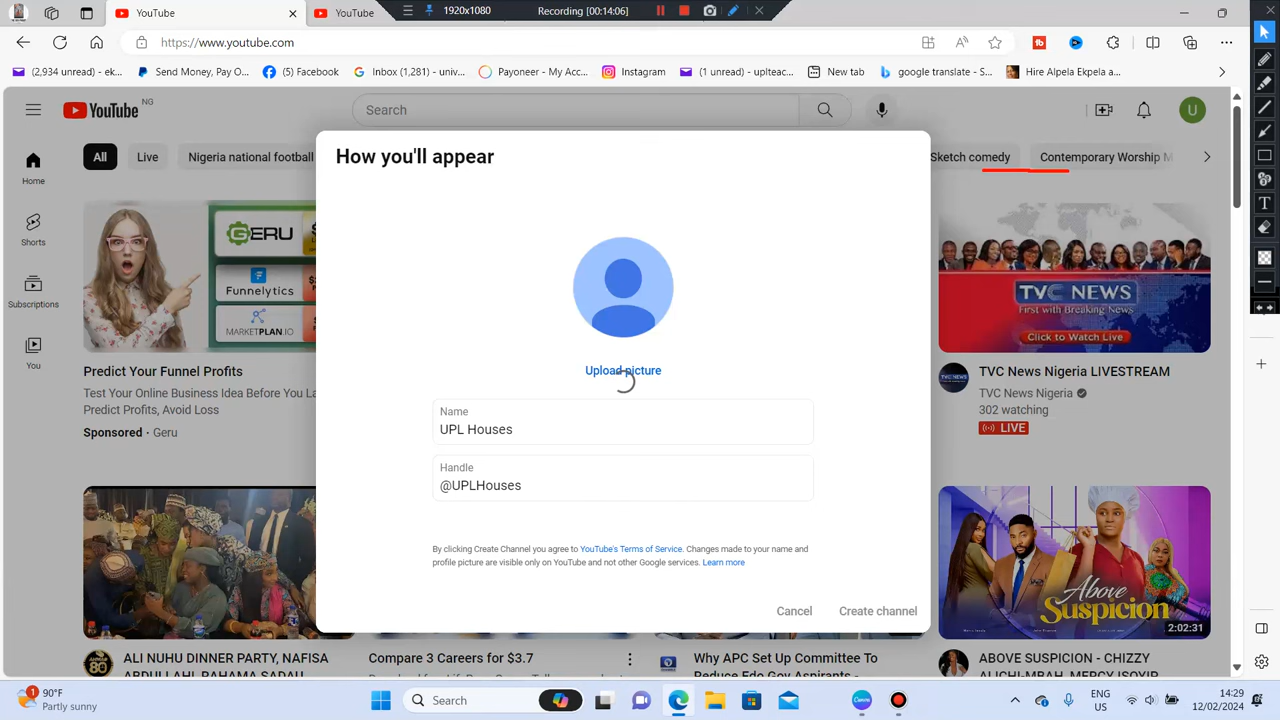 1920x1080
Recording [00:14:06]
YouTube
YouTube
https://www.youtube.com
(2,934 unread) - ek...
Send Money, Pay O...
(5) Facebook
Inbox (1,281) - univ...
Payoneer - My Acc...
Instagram
(1 unread) - uplteac...
New tab
google translate - S...
Hire Alpela Ekpela a...
YouTube
NG
Search
U
All
Live
Nigeria national football
Sketch comedy
Contemporary Worship M
Home
Shorts
Subscriptions
You
How you'll appear
Upload picture
Name
UPL Houses
Handle
@UPLHouses
By clicking Create Channel you agree to YouTube's Terms of Service. Changes made to your name and
profile picture are visible only on YouTube and not other Google services. Learn more
Cancel
Create channel
GERU
Funnelytics
MARKETPLAN.IO
Predict Your Funnel Profits
Test Your Online Business Idea Before You La
Predict Profits, Avoid Loss
Sponsored · Geru
TVC NEWS
First with Breaking News
Click to Watch Live
TVC News Nigeria LIVESTREAM
TVC News Nigeria
302 watching
LIVE
Above
Suspicion
2:02:31
ALI NUHU DINNER PARTY, NAFISA
ABDULLAHI, RAHAMA SADAU
Compare 3 Careers for $3.7
Why APC Set Up Committee To
Reduce Edo Gov Aspirants -
ABOVE SUSPICION - CHIZZY
ALICHI-MBAH, MERCY ISOYIP
1
90°F
Partly sunny
Search
ENG
US
14:29
12/02/2024